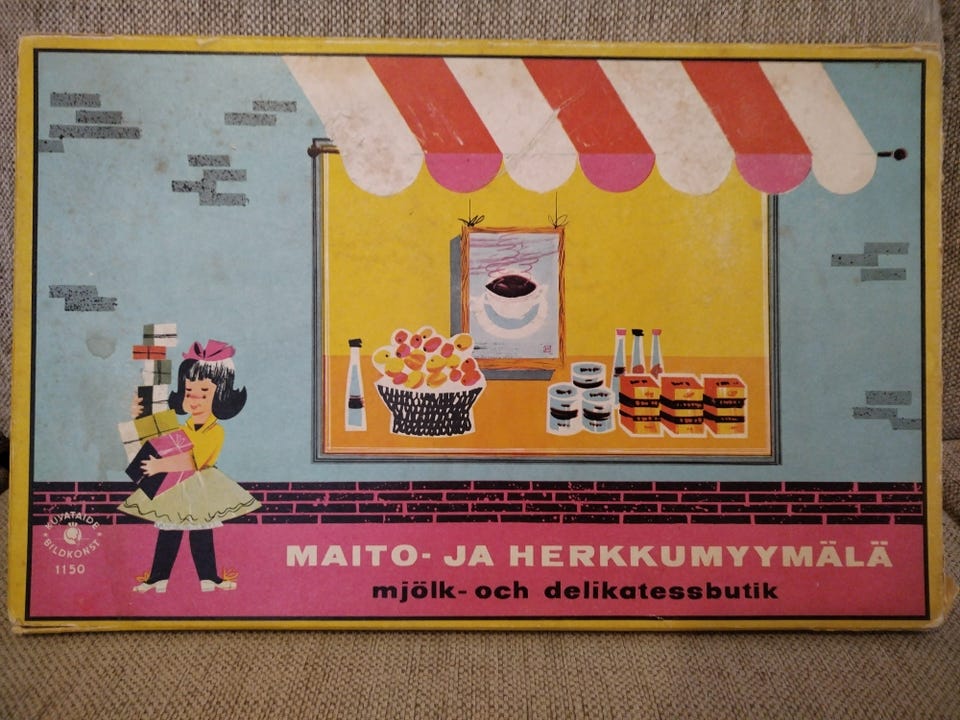 KUVATAIDE
BILDKONST
1150
MAITO- JA HERKKUMYYMÄLÄ
mjölk- och delikatessbutik